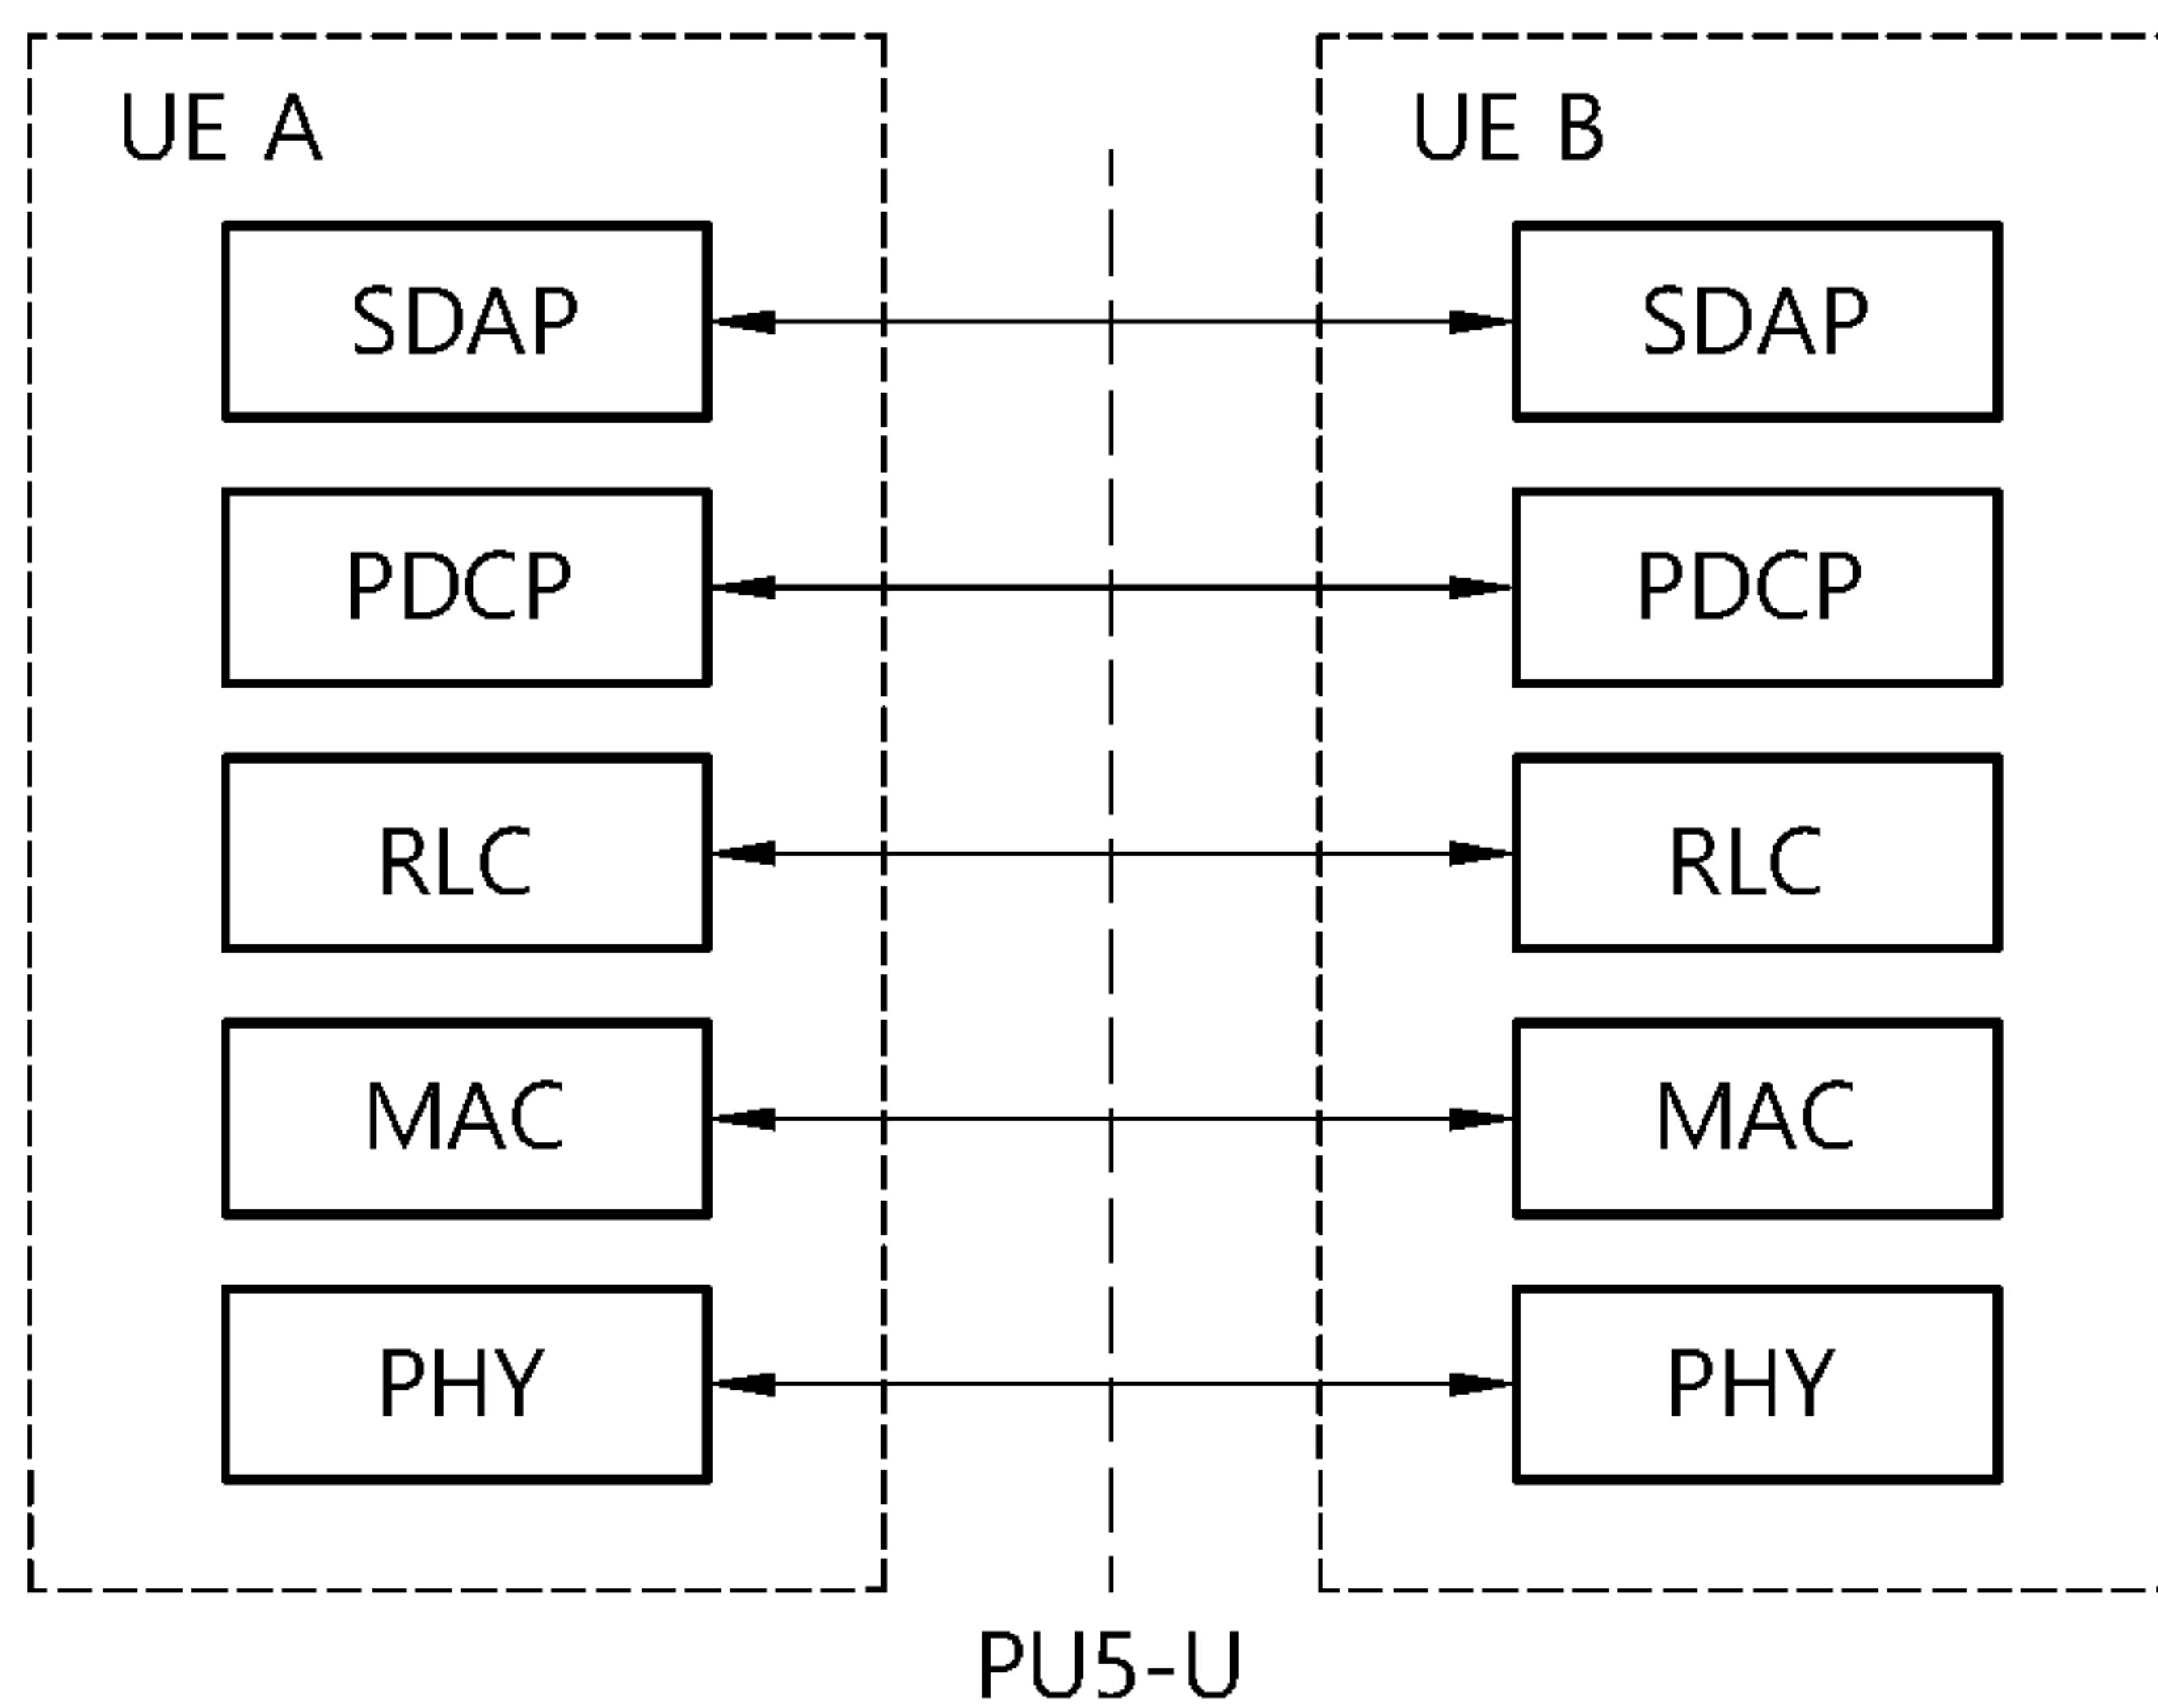 UE A
SDAP
PDCP
RLC
MAC
PHY
UE B
SDAP
PDCP
RLC
MAC
PHY
PU5-U